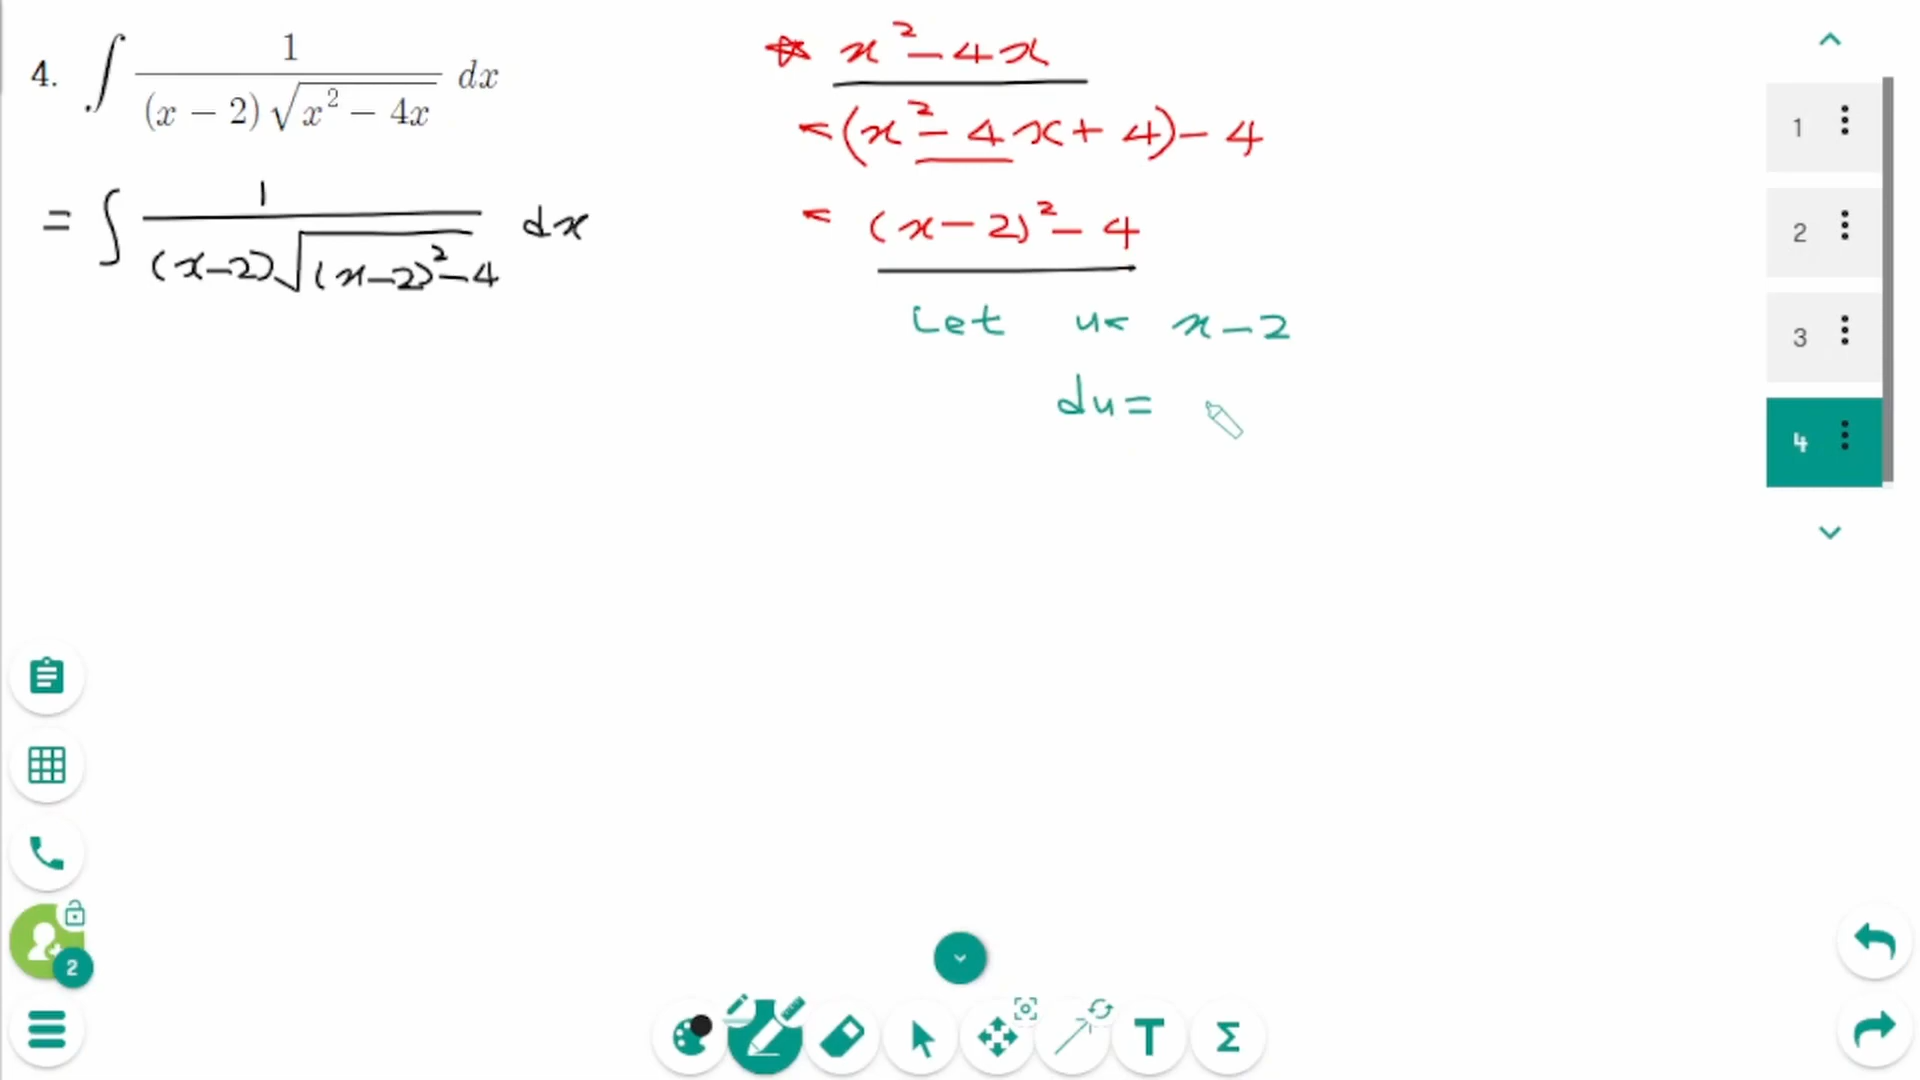 4. ∫ 1/((x − 2)√(x² − 4x)) dx
= ∫ 1/((x−2)√((x−2)²−4)) dx
* x² − 4x
= (x² − 4x + 4) − 4
= (x−2)² − 4
Let u = x − 2
du =
1
2
3
4
2
T
Σ